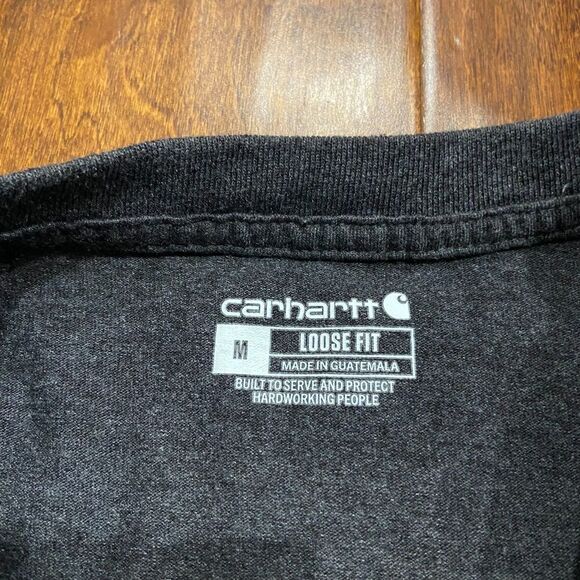 carhartt
M LOOSE FIT
MADE IN GUATEMALA
BUILT TO SERVE AND PROTECT
HARDWORKING PEOPLE